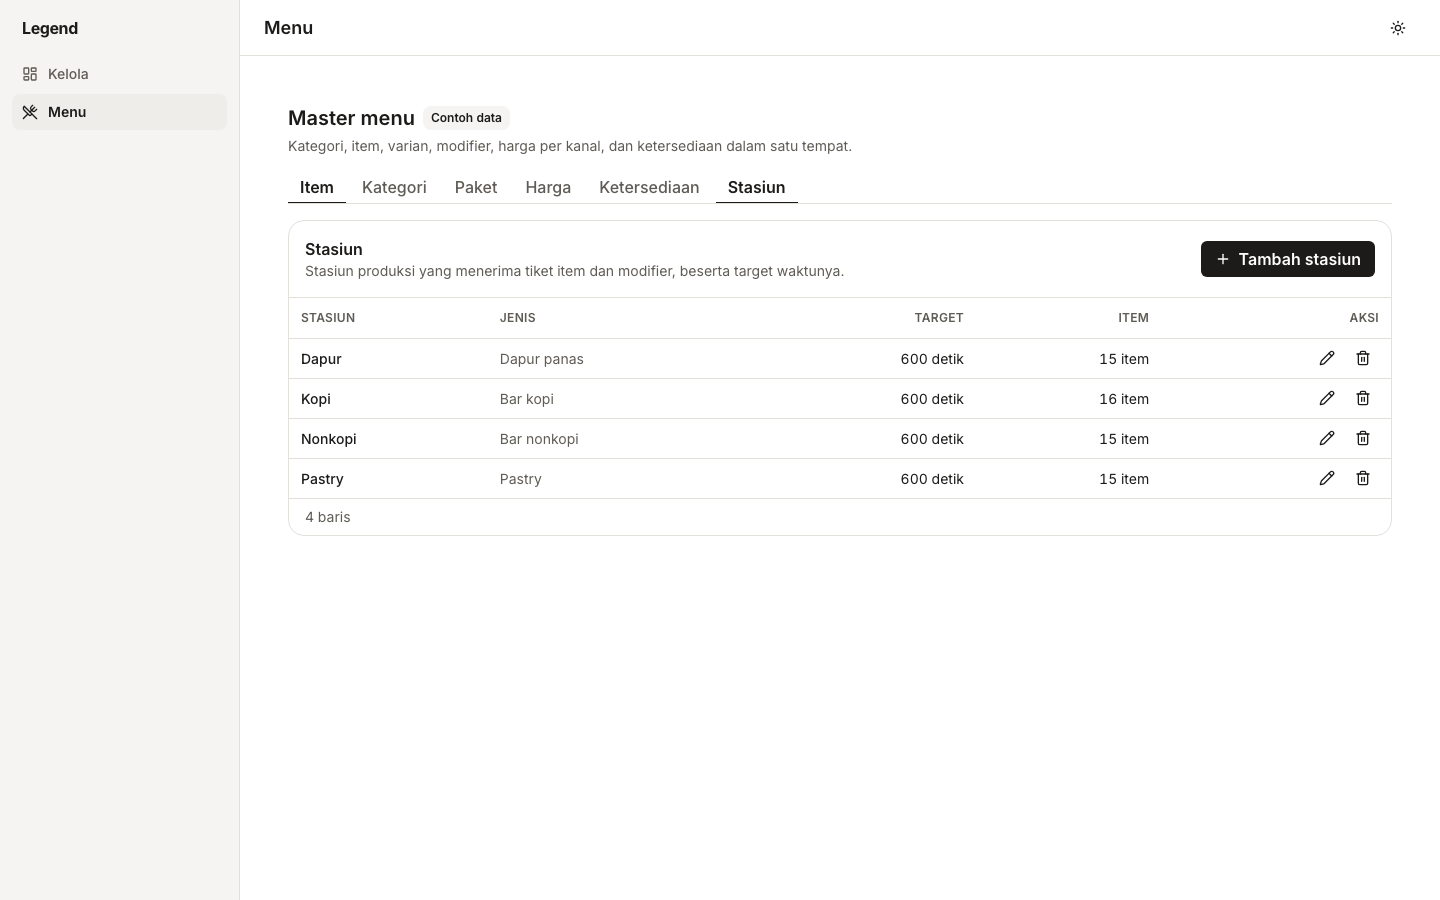 Legend
Menu
Kelola
Menu
Master menu Contoh data
Kategori, item, varian, modifier, harga per kanal, dan ketersediaan dalam satu tempat.
Item Kategori Paket Harga Ketersediaan Stasiun
Stasiun
Stasiun produksi yang menerima tiket item dan modifier, beserta target waktunya.
Tambah stasiun
STASIUN JENIS TARGET ITEM AKSI
Dapur Dapur panas 600 detik 15 item
Kopi Bar kopi 600 detik 16 item
Nonkopi Bar nonkopi 600 detik 15 item
Pastry Pastry 600 detik 15 item
4 baris